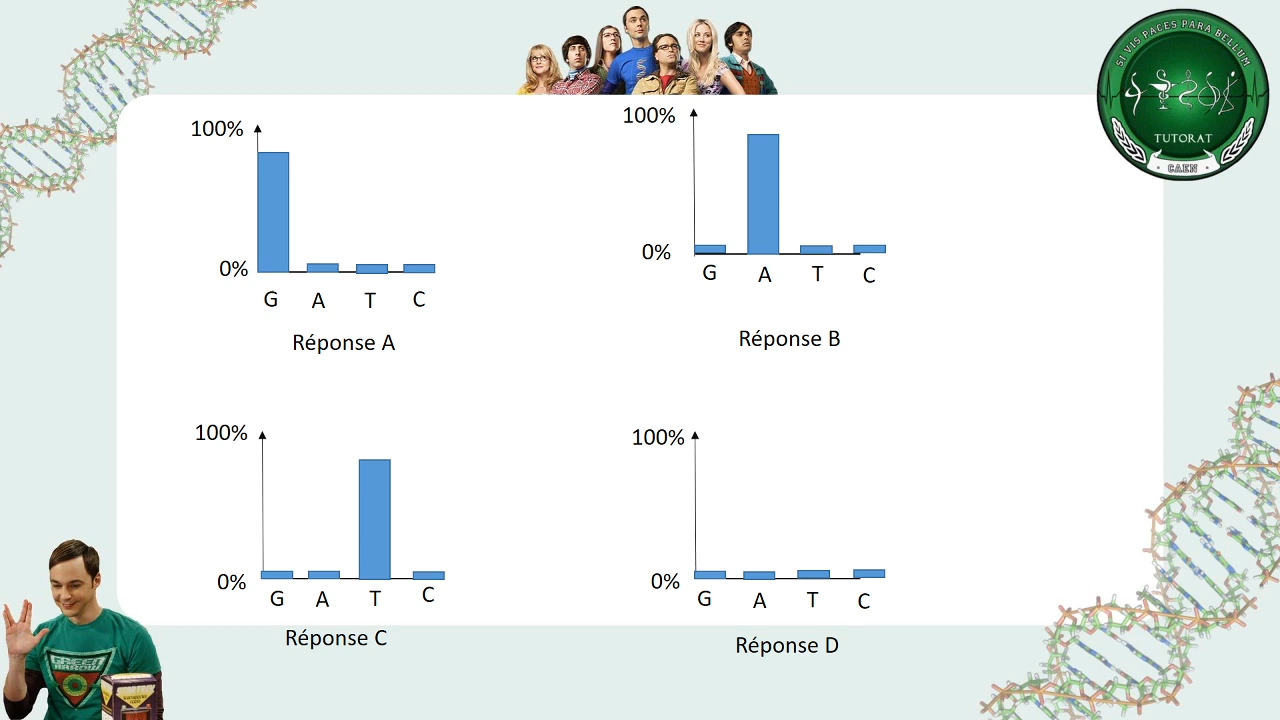 SI VIS PACES PARA BELLUM
TUTORAT
CAEN
100%
0%
G A T C
Réponse A
100%
0%
G A T C
Réponse B
100%
0%
G A T C
Réponse C
100%
0%
G A T C
Réponse D
GREEN